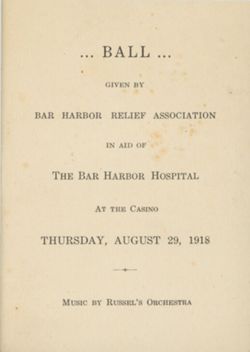 ... BALL ...
GIVEN BY
BAR HARBOR RELIEF ASSOCIATION
IN AID OF
THE BAR HARBOR HOSPITAL
AT THE CASINO
THURSDAY, AUGUST 29, 1918
MUSIC BY RUSSEL'S ORCHESTRA